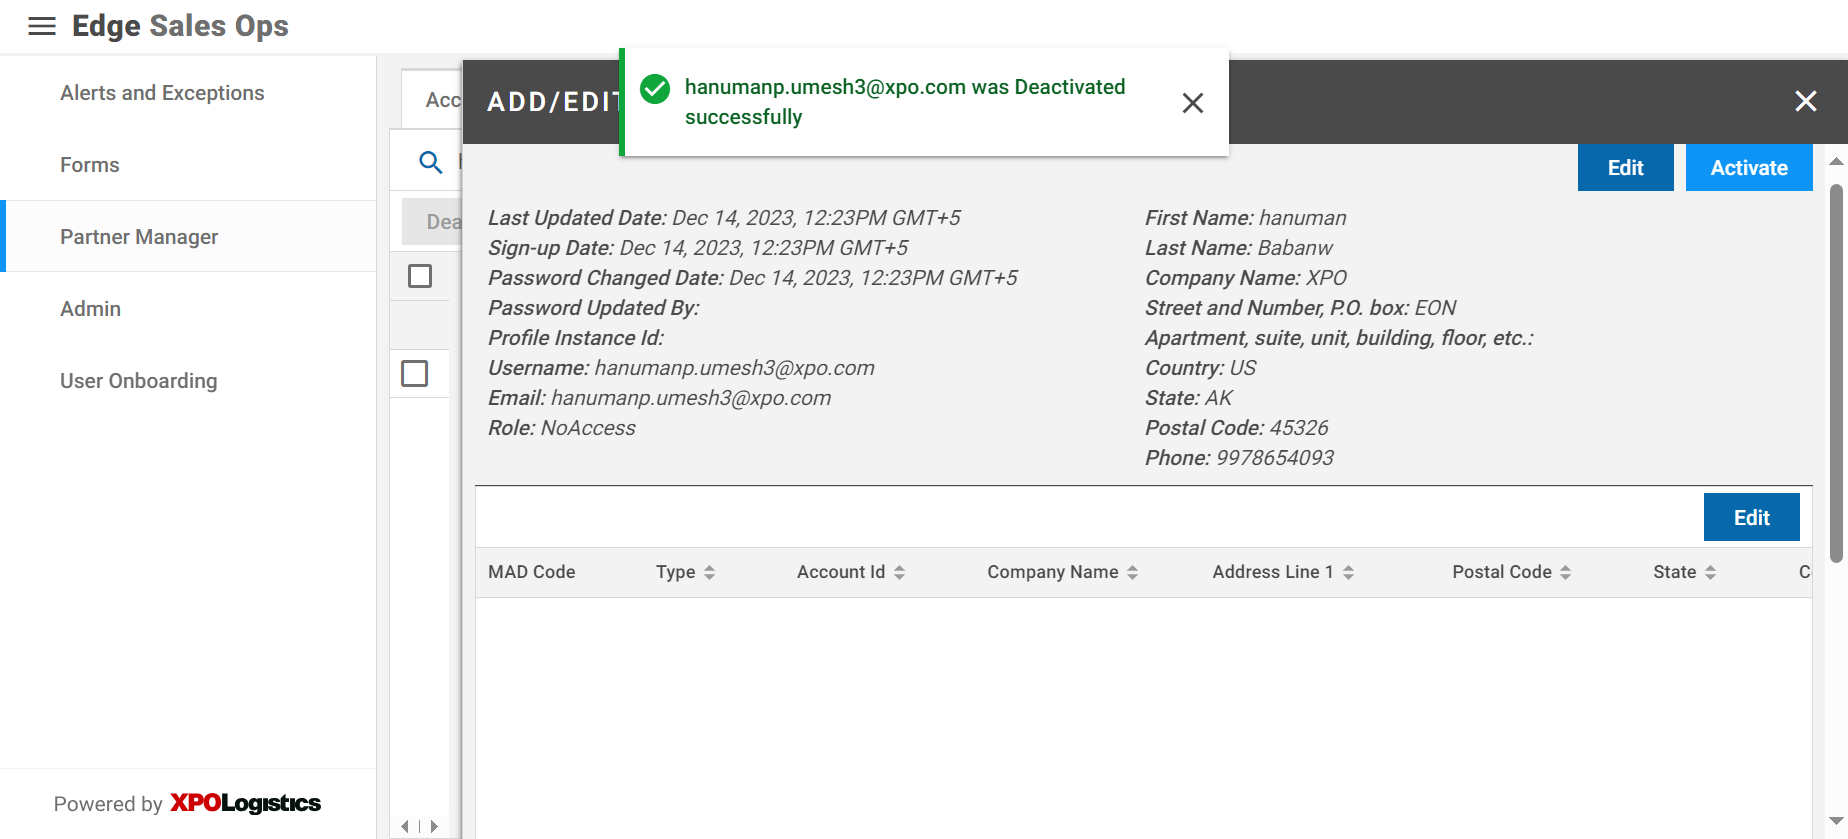 Edge Sales Ops
Alerts and Exceptions
Forms
Partner Manager
Admin
User Onboarding
Powered by XPOLogistics
Acc
Dea
ADD/EDIT
hanumanp.umesh3@xpo.com was Deactivated
successfully
Edit
Activate
Last Updated Date: Dec 14, 2023, 12:23PM GMT+5
Sign-up Date: Dec 14, 2023, 12:23PM GMT+5
Password Changed Date: Dec 14, 2023, 12:23PM GMT+5
Password Updated By:
Profile Instance Id:
Username: hanumanp.umesh3@xpo.com
Email: hanumanp.umesh3@xpo.com
Role: NoAccess
First Name: hanuman
Last Name: Babanw
Company Name: XPO
Street and Number, P.O. box: EON
Apartment, suite, unit, building, floor, etc.:
Country: US
State: AK
Postal Code: 45326
Phone: 9978654093
Edit
MAD Code Type Account Id Company Name Address Line 1 Postal Code State C